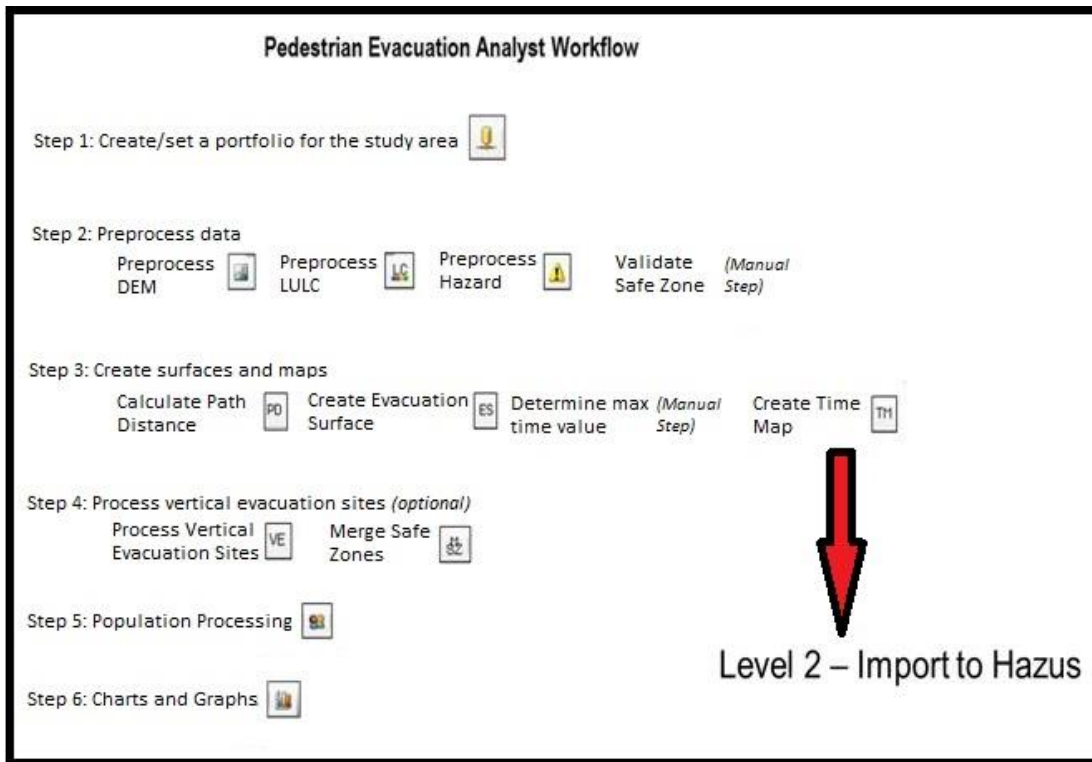 Pedestrian Evacuation Analyst Workflow
Step 1: Create/set a portfolio for the study area
Step 2: Preprocess data
Preprocess DEM
LC
Preprocess LULC
Preprocess Hazard
Validate Safe Zone
(Manual Step)
Step 3: Create surfaces and maps
Calculate Path Distance
PD
Create Evacuation Surface
ES
Determine max time value
(Manual Step)
Create Time Map
TM
Step 4: Process vertical evacuation sites (optional)
Process Vertical Evacuation Sites
VE
Merge Safe Zones
SZ
Step 5: Population Processing
Level 2 – Import to Hazus
Step 6: Charts and Graphs